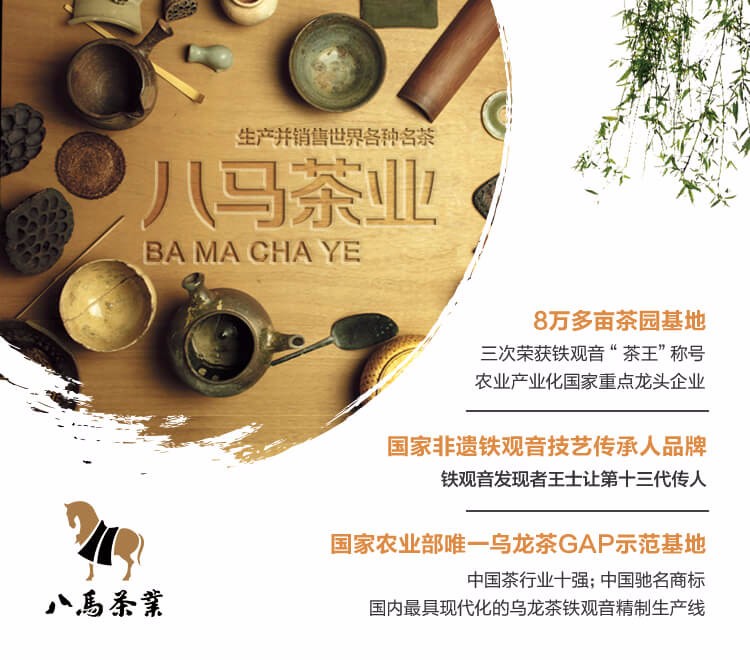 生产并销售世界各种名茶
八马茶业
BA MA CHA YE
8万多亩茶园基地
三次荣获铁观音“茶王”称号
农业产业化国家重点龙头企业
国家非遗铁观音技艺传承人品牌
铁观音发现者王士让第十三代传人
国家农业部唯一乌龙茶GAP示范基地
中国茶行业十强；中国驰名商标
国内最具现代化的乌龙茶铁观音精制生产线
八馬茶業